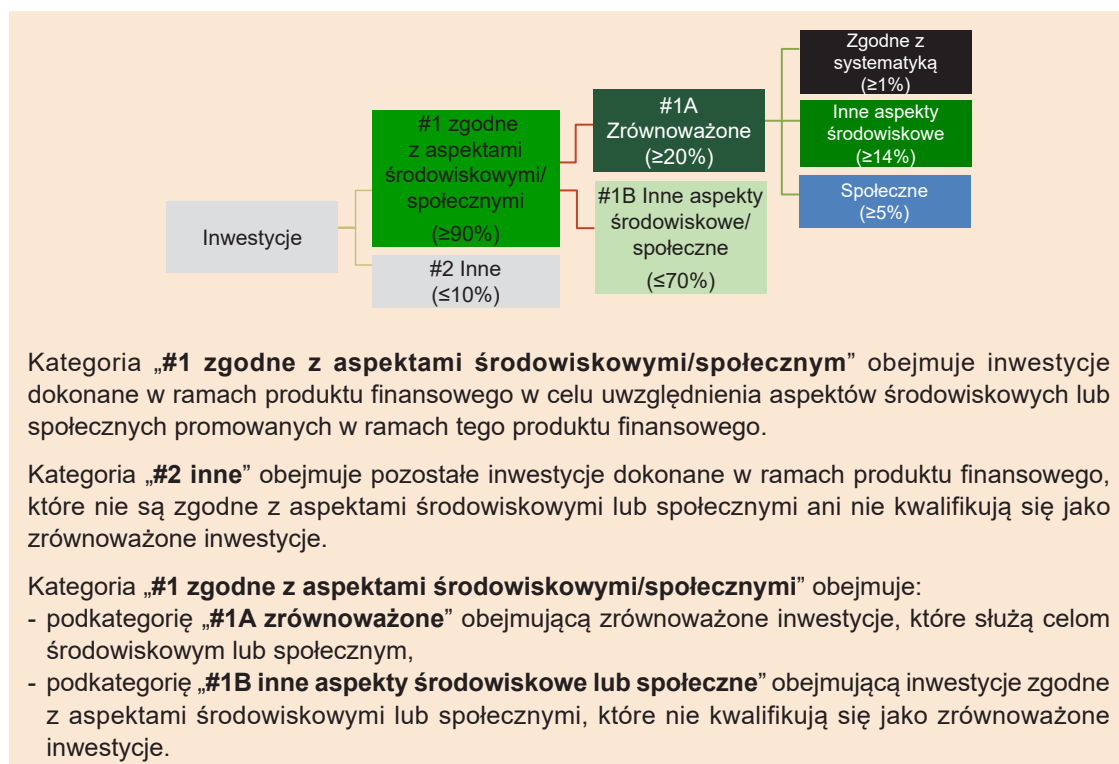 Inwestycje
#1 zgodne
z aspektami
środowiskowymi/
społecznymi
(≥90%)
#2 Inne
(≤10%)
#1A
Zrównoważone
(≥20%)
#1B Inne aspekty
środowiskowe/
społeczne
(≤70%)
Zgodne z
systematyką
(≥1%)
Inne aspekty
środowiskowe
(≥14%)
Społeczne
(≥5%)
Kategoria „#1 zgodne z aspektami środowiskowymi/społecznym” obejmuje inwestycje
dokonane w ramach produktu finansowego w celu uwzględnienia aspektów środowiskowych lub
społecznych promowanych w ramach tego produktu finansowego.
Kategoria „#2 inne” obejmuje pozostałe inwestycje dokonane w ramach produktu finansowego,
które nie są zgodne z aspektami środowiskowymi lub społecznymi ani nie kwalifikują się jako
zrównoważone inwestycje.
Kategoria „#1 zgodne z aspektami środowiskowymi/społecznymi” obejmuje:
- podkategorię „#1A zrównoważone” obejmującą zrównoważone inwestycje, które służą celom
środowiskowym lub społecznym,
- podkategorię „#1B inne aspekty środowiskowe lub społeczne” obejmującą inwestycje zgodne
z aspektami środowiskowymi lub społecznymi, które nie kwalifikują się jako zrównoważone
inwestycje.